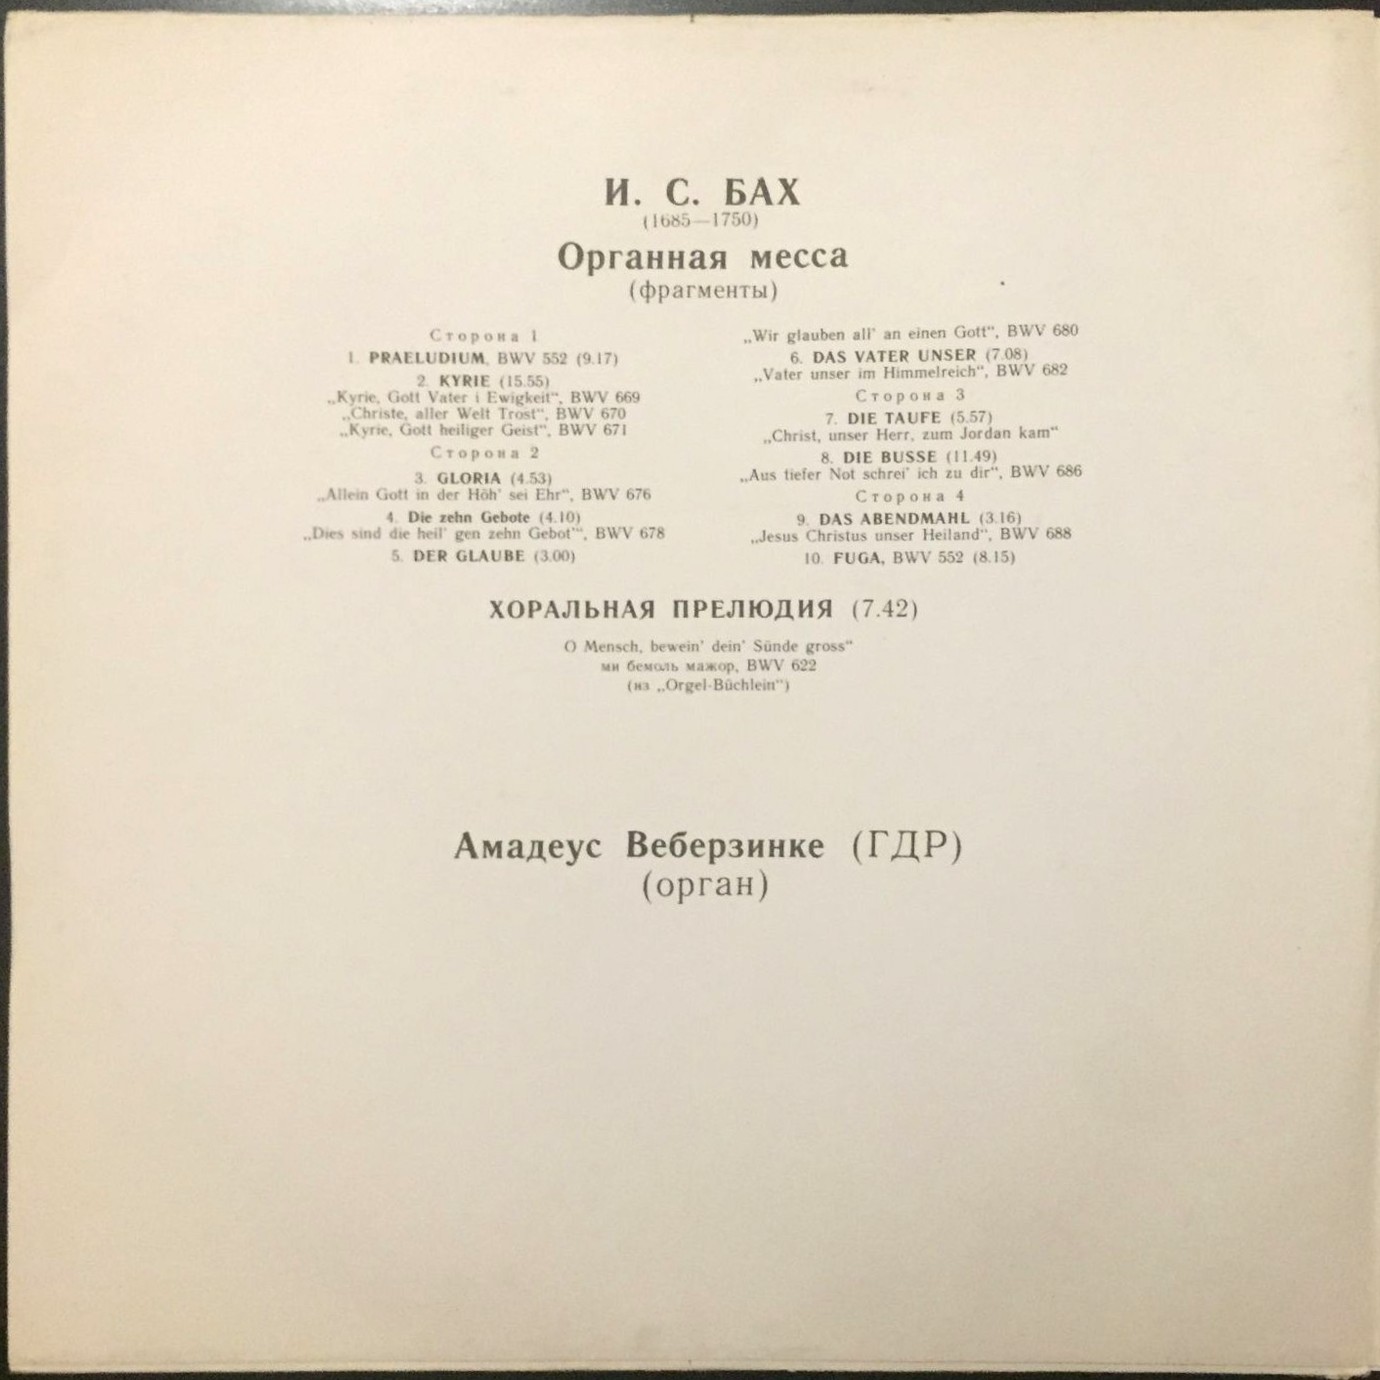 И. С. БАХ
(1685—1750)
Органная месса
(фрагменты)
Сторона 1
1. PRAELUDIUM, BWV 552 (9.17)
2. KYRIE (15.55)
„Kyrie, Gott Vater i Ewigkeit“, BWV 669
„Christe, aller Welt Trost“, BWV 670
„Kyrie, Gott heiliger Geist“, BWV 671
Сторона 2
3. GLORIA (4.53)
„Allein Gott in der Höh' sei Ehr“, BWV 676
4. Die zehn Gebote (4.10)
„Dies sind die heil' gen zehn Gebot'“, BWV 678
5. DER GLAUBE (3.00)
„Wir glauben all' an einen Gott“, BWV 680
6. DAS VATER UNSER (7.08)
„Vater unser im Himmelreich“, BWV 682
Сторона 3
7. DIE TAUFE (5.57)
„Christ, unser Herr, zum Jordan kam“
8. DIE BUSSE (11.49)
„Aus tiefer Not schrei' ich zu dir“, BWV 686
Сторона 4
9. DAS ABENDMAHL (3.16)
„Jesus Christus unser Heiland“, BWV 688
10. FUGA, BWV 552 (8.15)
ХОРАЛЬНАЯ ПРЕЛЮДИЯ (7.42)
O Mensch, bewein' dein' Sünde gross“
ми бемоль мажор, BWV 622
(из „Orgel-Büchlein“)
Амадеус Веберзинке (ГДР)
(орган)